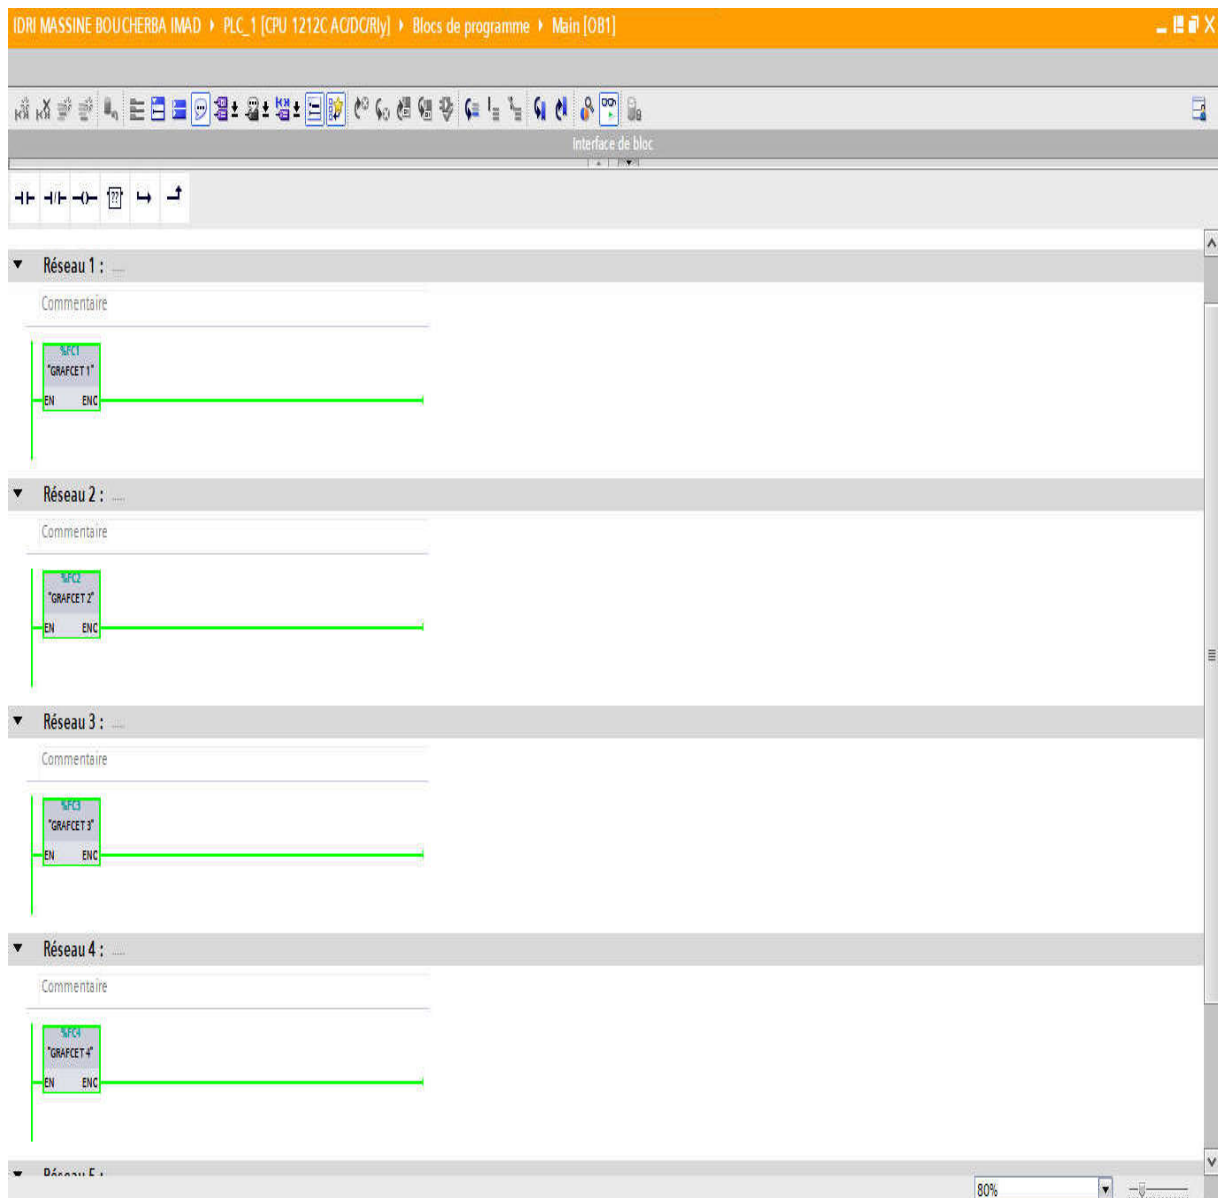 IDRI MASSINE BOUCHERBA IMAD ▸ PLC_1 [CPU 1212C AC/DC/Rly] ▸ Blocs de programme ▸ Main [OB1]
Interface de bloc
??
Réseau 1 : .....
Commentaire
%FC1
"GRAFCET 1"
EN ENO
Réseau 2 : .....
Commentaire
%FC2
"GRAFCET 2"
EN ENO
Réseau 3 : .....
Commentaire
%FC3
"GRAFCET 3"
EN ENO
Réseau 4 : .....
Commentaire
%FC4
"GRAFCET 4"
EN ENO
Réseau 5 :
80%